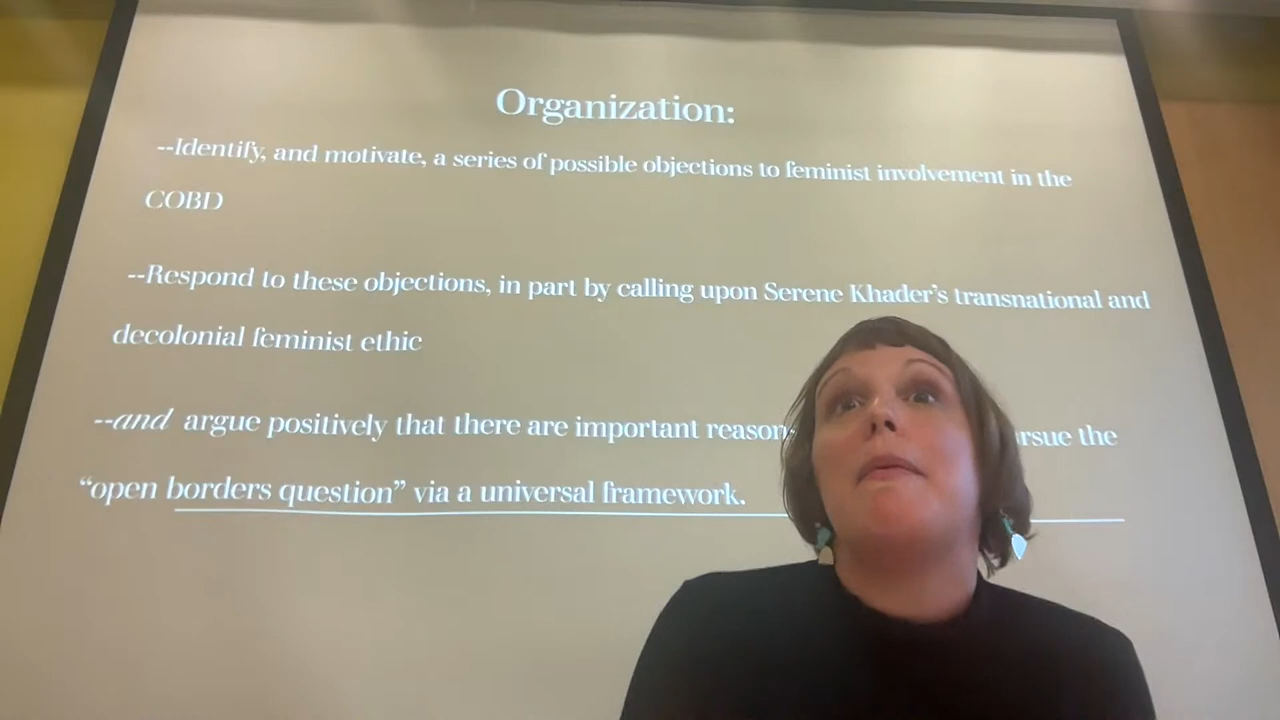 Organization:
--Identify, and motivate, a series of possible objections to feminist involvement in the
COBD
--Respond to these objections, in part by calling upon Serene Khader’s transnational and
decolonial feminist ethic
--and argue positively that there are important reasons the
“open borders question” via a universal framework.